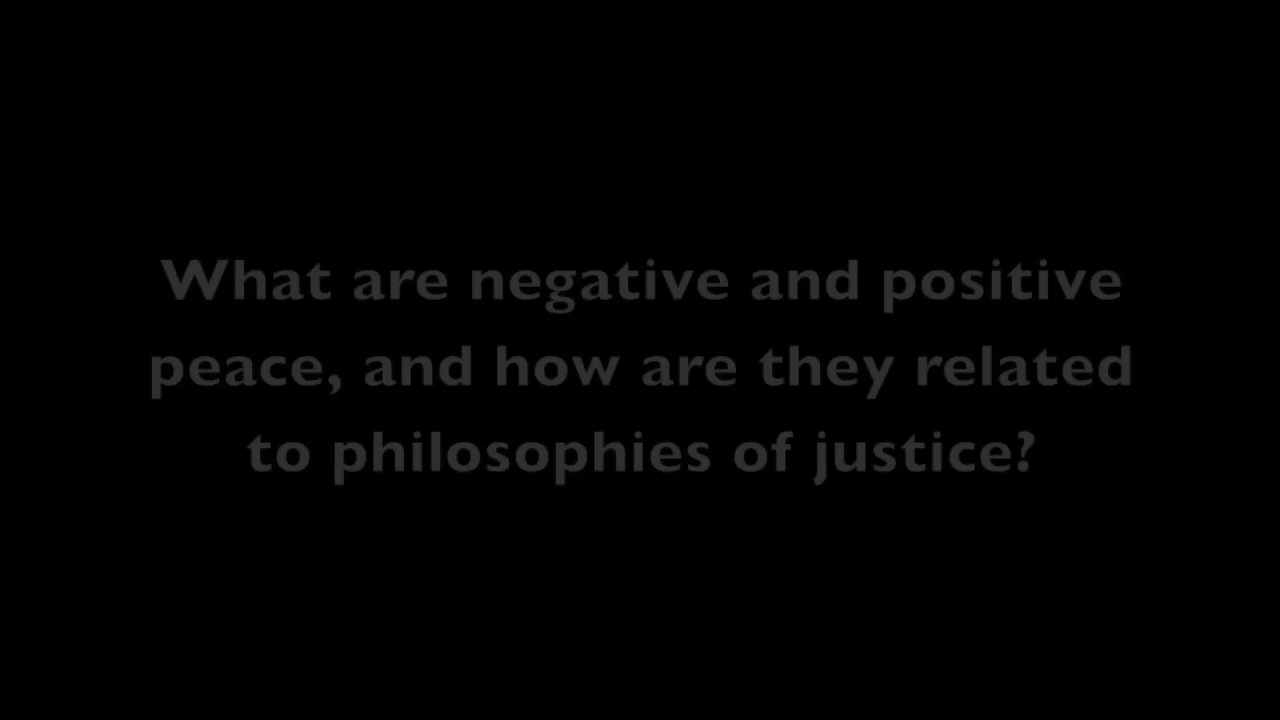 What are negative and positive
peace, and how are they related
to philosophies of justice?